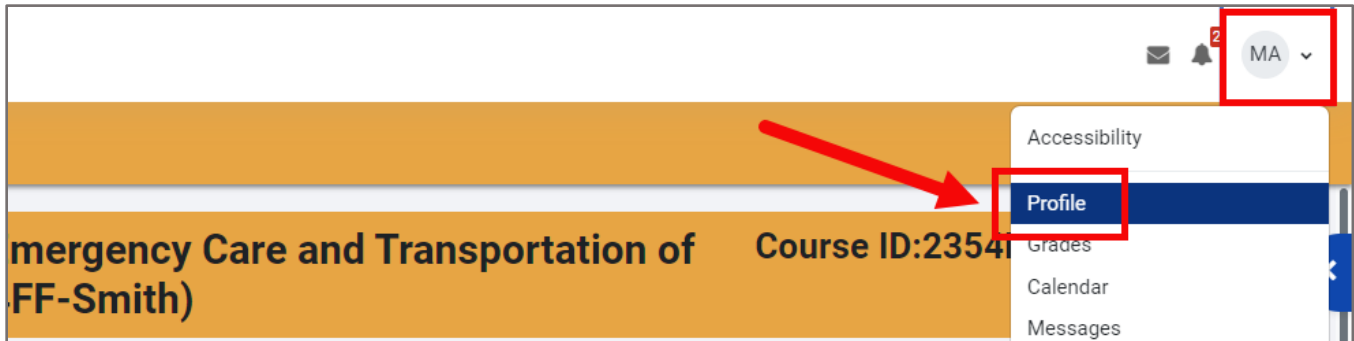 2
MA
Accessibility
Profile
Grades
Calendar
Messages
mergency Care and Transportation of
FF-Smith)
Course ID:2354